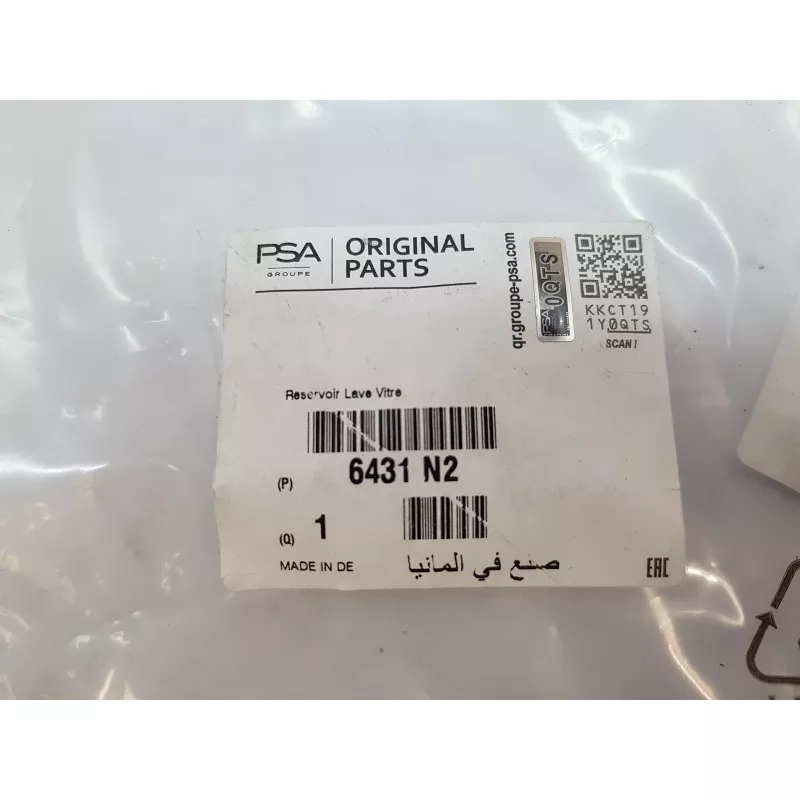 PSA
GROUPE
ORIGINAL
PARTS
qr.groupe-psa.com
PSA
0QTS
KKCT19
1Y0QTS
SCAN!
Reservoir Lave Vitre
(P) 6431 N2
(Q) 1
MADE IN DE صنع في المانيا
EAC